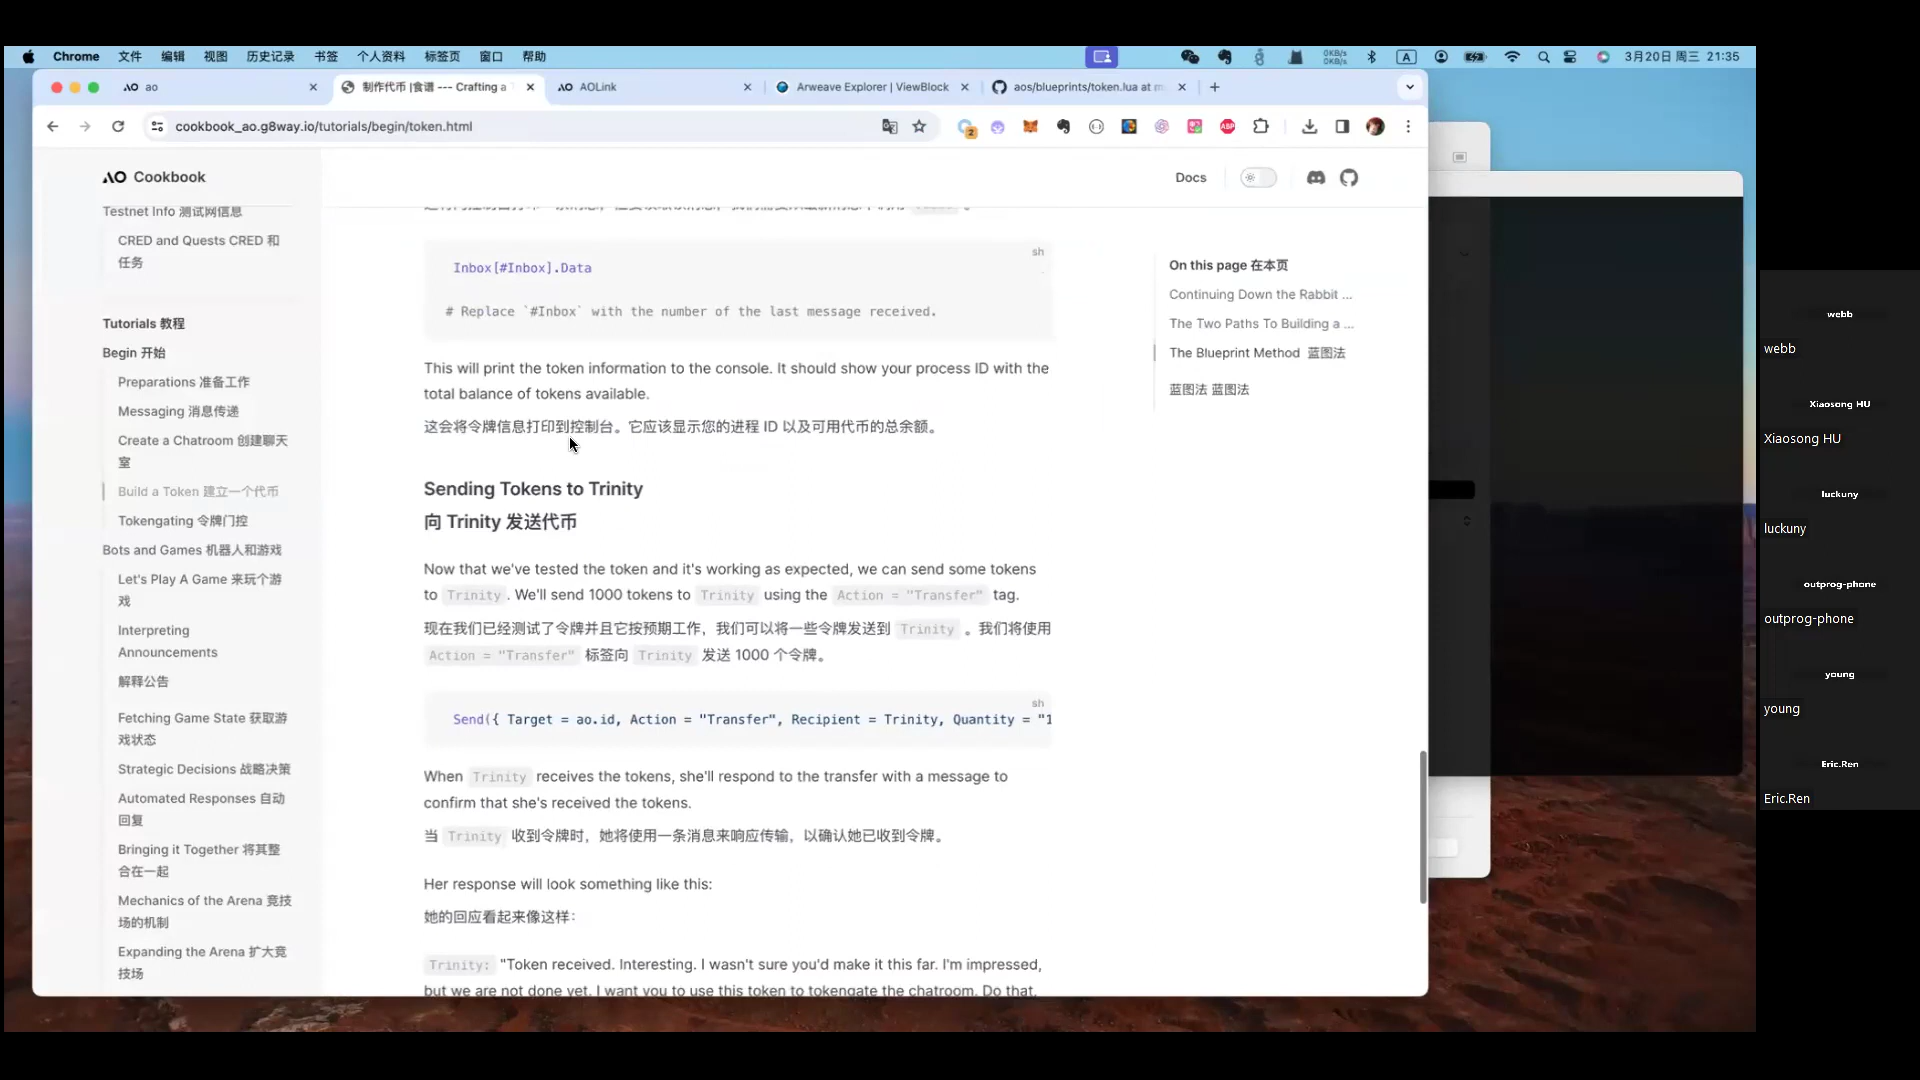 Chrome 文件 编辑 视图 历史记录 书签 个人资料 标签页 窗口 帮助
0KB/s
0KB/s
A
3月20日 周三 21:35
ao
制作代币 |食谱 --- Crafting a
AOLink
Arweave Explorer | ViewBlock
aos/blueprints/token.lua at m
cookbook_ao.g8way.io/tutorials/begin/token.html
2
ABP
Cookbook
Docs
Testnet Info 测试网信息
CRED and Quests CRED 和
任务
Tutorials 教程
Begin 开始
Preparations 准备工作
Messaging 消息传递
Create a Chatroom 创建聊天
室
Build a Token 建立一个代币
Tokengating 令牌门控
Bots and Games 机器人和游戏
Let's Play A Game 来玩个游
戏
Interpreting
Announcements
解释公告
Fetching Game State 获取游
戏状态
Strategic Decisions 战略决策
Automated Responses 自动
回复
Bringing it Together 将其整
合在一起
Mechanics of the Arena 竞技
场的机制
Expanding the Arena 扩大竞
技场
sh
Inbox[#Inbox].Data
# Replace `#Inbox` with the number of the last message received.
This will print the token information to the console. It should show your process ID with the
total balance of tokens available.
这会将令牌信息打印到控制台。它应该显示您的进程 ID 以及可用代币的总余额。
Sending Tokens to Trinity
向 Trinity 发送代币
Now that we've tested the token and it's working as expected, we can send some tokens
to Trinity. We'll send 1000 tokens to Trinity using the Action = "Transfer" tag.
现在我们已经测试了令牌并且它按预期工作，我们可以将一些令牌发送到 Trinity 。我们将使用
Action = "Transfer" 标签向 Trinity 发送 1000 个令牌。
sh
Send({ Target = ao.id, Action = "Transfer", Recipient = Trinity, Quantity = "1
When Trinity receives the tokens, she'll respond to the transfer with a message to
confirm that she's received the tokens.
当 Trinity 收到令牌时，她将使用一条消息来响应传输，以确认她已收到令牌。
Her response will look something like this:
她的回应看起来像这样：
Trinity: "Token received. Interesting. I wasn't sure you'd make it this far. I'm impressed,
but we are not done yet. I want you to use this token to tokengate the chatroom. Do that,
On this page 在本页
Continuing Down the Rabbit ...
The Two Paths To Building a ...
The Blueprint Method 蓝图法
蓝图法 蓝图法
webb
webb
Xiaosong HU
Xiaosong HU
luckuny
luckuny
outprog-phone
outprog-phone
young
young
Eric.Ren
Eric.Ren